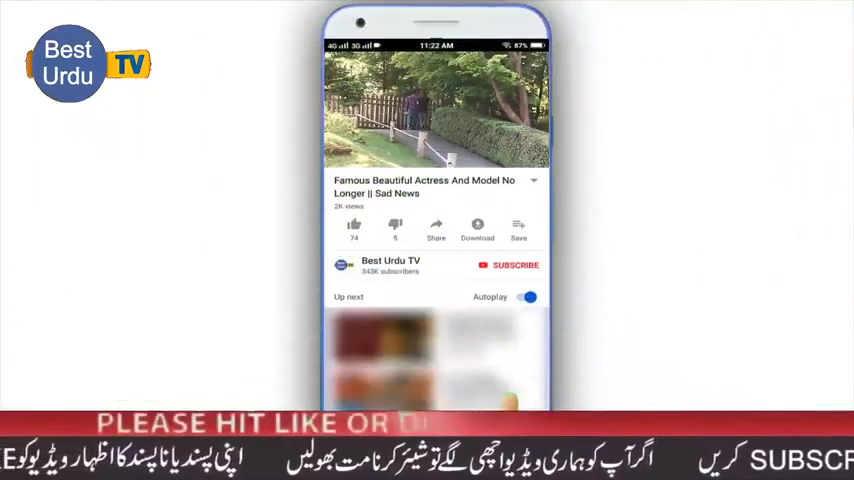 Best
Urdu
TV
4G 3G
11:22 AM
87%
Famous Beautiful Actress And Model No
Longer || Sad News
2K views
74
5
Share
Download
Save
Best Urdu TV
343K subscribers
SUBSCRIBE
Up next
Autoplay
PLEASE HIT LIKE OR D
اپنی پسند یا ناپسند کا اظہار ویڈیو کو
اگر آپ کو ہماری ویڈیو اچھی لگے تو شیئر کرنا مت بھولیں
SUBSCR کریں